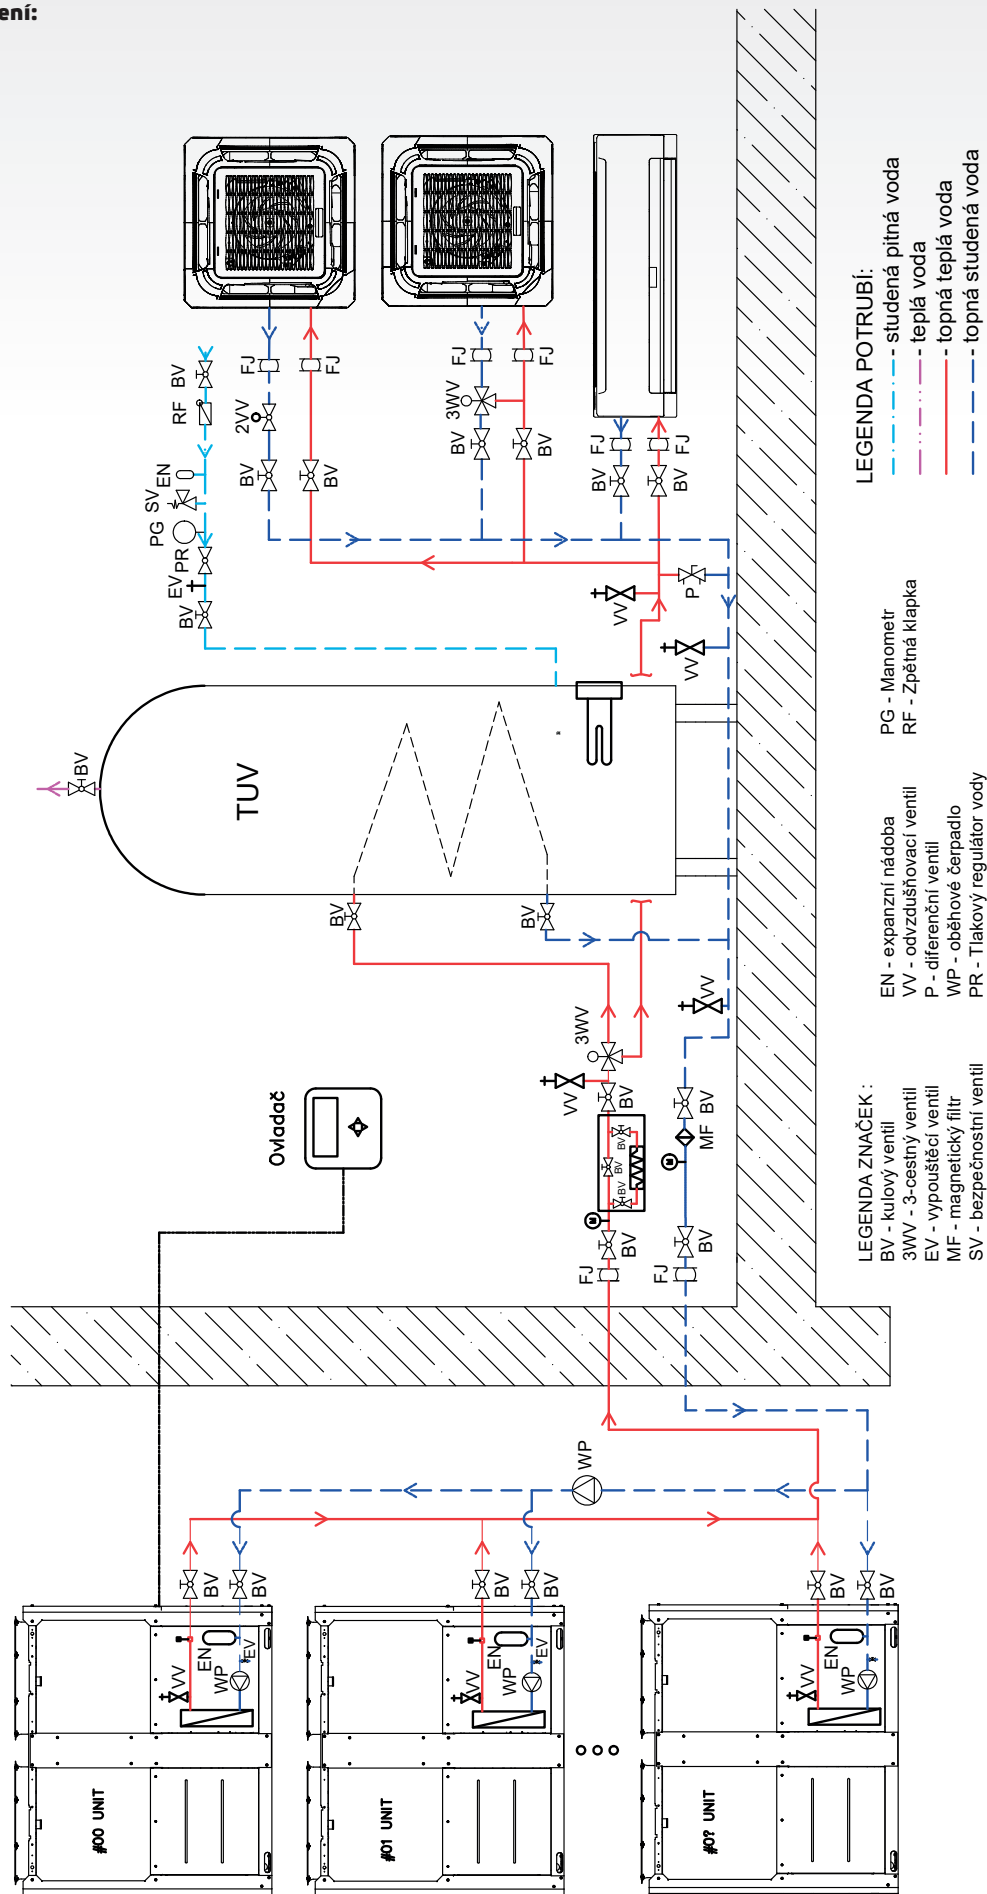 ení:
BV
RF
EN
SV
PG
PR
EV
BV
FJ
2VV
BV
FJ
BV
FJ
3WV
BV
FJ
BV
FJ
BV
FJ
BV
VV
P
VV
BV
TUV
BV
BV
Ovladač
3WV
VV
BV
BV
BV
BV
VV
BV
MF
M
M
BV
FJ
BV
FJ
WP
BV
BV
BV
BV
BV
BV
VV
EN
WP
EV
#00 UNIT
VV
EN
WP
EV
#01 UNIT
VV
EN
WP
#0? UNIT
LEGENDA POTRUBÍ:
- studená pitná voda
- teplá voda
- topná teplá voda
- topná studená voda
LEGENDA ZNAČEK :
BV - kulový ventil
3WV - 3-cestný ventil
EV - vypouštěcí ventil
MF - magnetický filtr
SV - bezpečnostní ventil
EN - expanzní nádoba
VV - odvzdušňovací ventil
P - diferenční ventil
WP - oběhové čerpadlo
PR - Tlakový regulátor vody
PG - Manometr
RF - Zpětná klapka